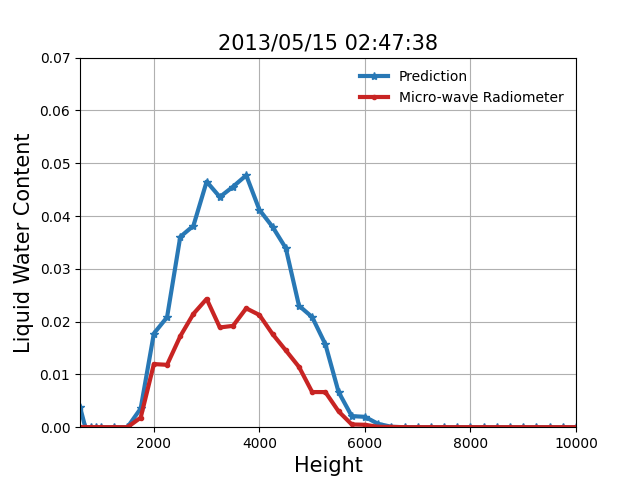 2013/05/15 02:47:38
Prediction
Micro-wave Radiometer
Liquid Water Content
0.07
0.06
0.05
0.04
0.03
0.02
0.01
0.00
2000 4000 6000 8000 10000
Height